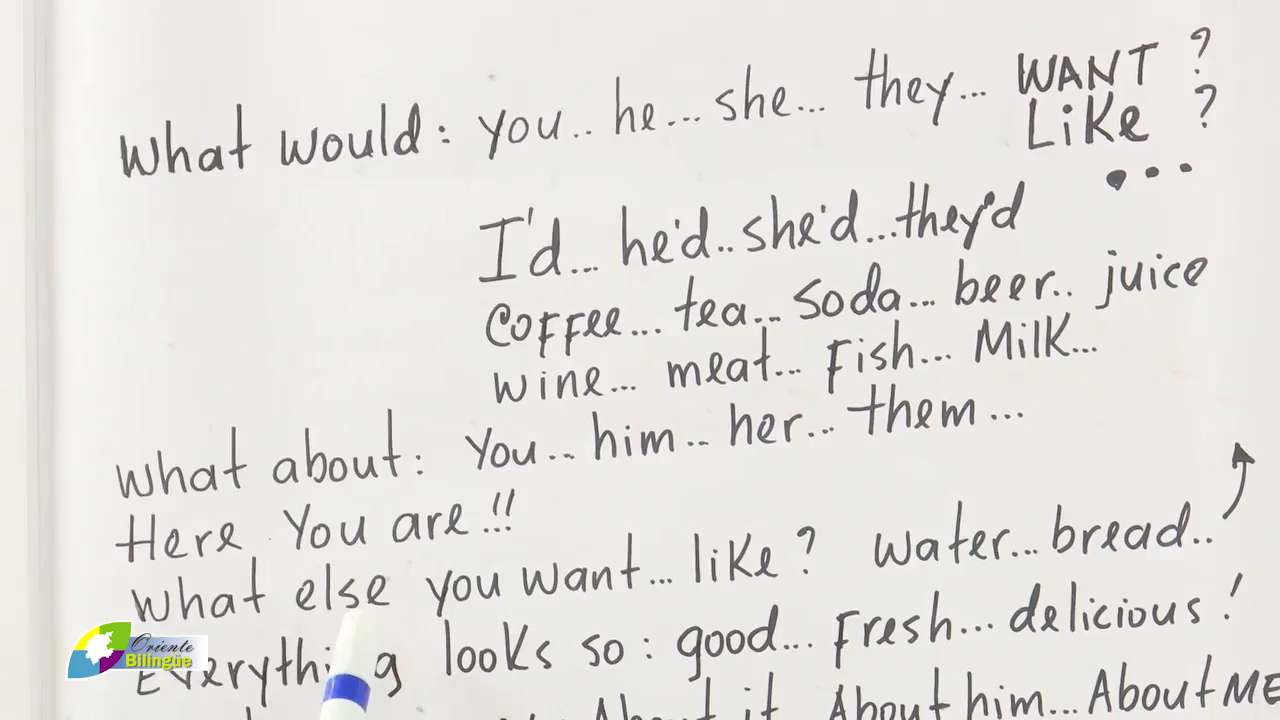 What would: you.. he... she... they... WANT ?
Like ?
...
I'd... he'd.. she'd...they'd
Coffee... tea... Soda... beer.. juice
wine... meat... Fish... Milk...
What about: You... him... her... them...
Here, You are!!
What else you want... like? Water... bread..
Everything looks so: good... Fresh... delicious!
About it About him... About ME
Oriente
Bilingüe